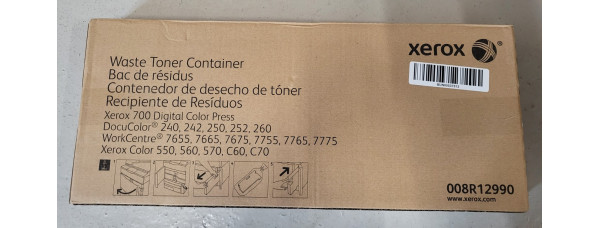 xerox
Waste Toner Container
Bac de résidus
Contenedor de desecho de tóner
Recipiente de Resíduos
Xerox 700 Digital Color Press
DocuColor® 240, 242, 250, 252, 260
WorkCentre® 7655, 7665, 7675, 7755, 7765, 7775
Xerox Color 550, 560, 570, C60, C70
008R12990
www.xerox.com